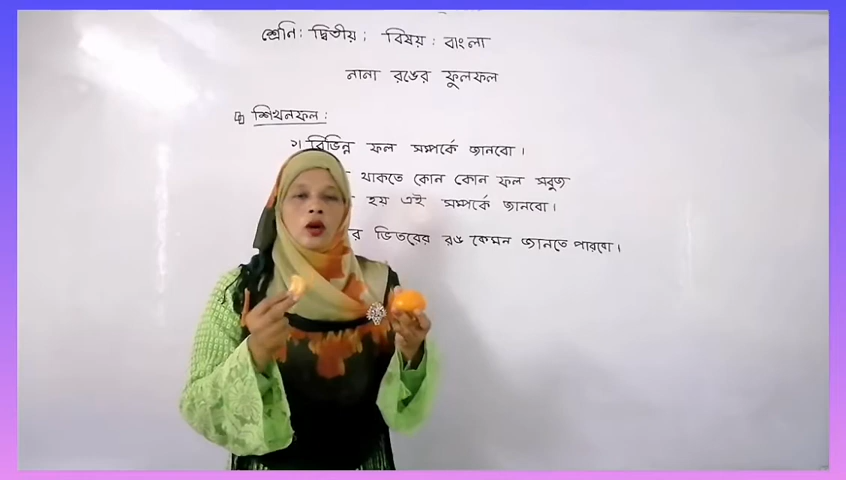 শ্রেনি: দ্বিতীয়; বিষয়: বাংলা
নানা রঙের ফুলফল
শিখনফল:
১। বিভিন্ন ফল সম্পর্কে জানবো।
থাকতে কোন কোন ফল সবুজ
হয় এই সম্পর্কে জানবো।
র ভিতবের রঙ কেমন জানতে পারবো।